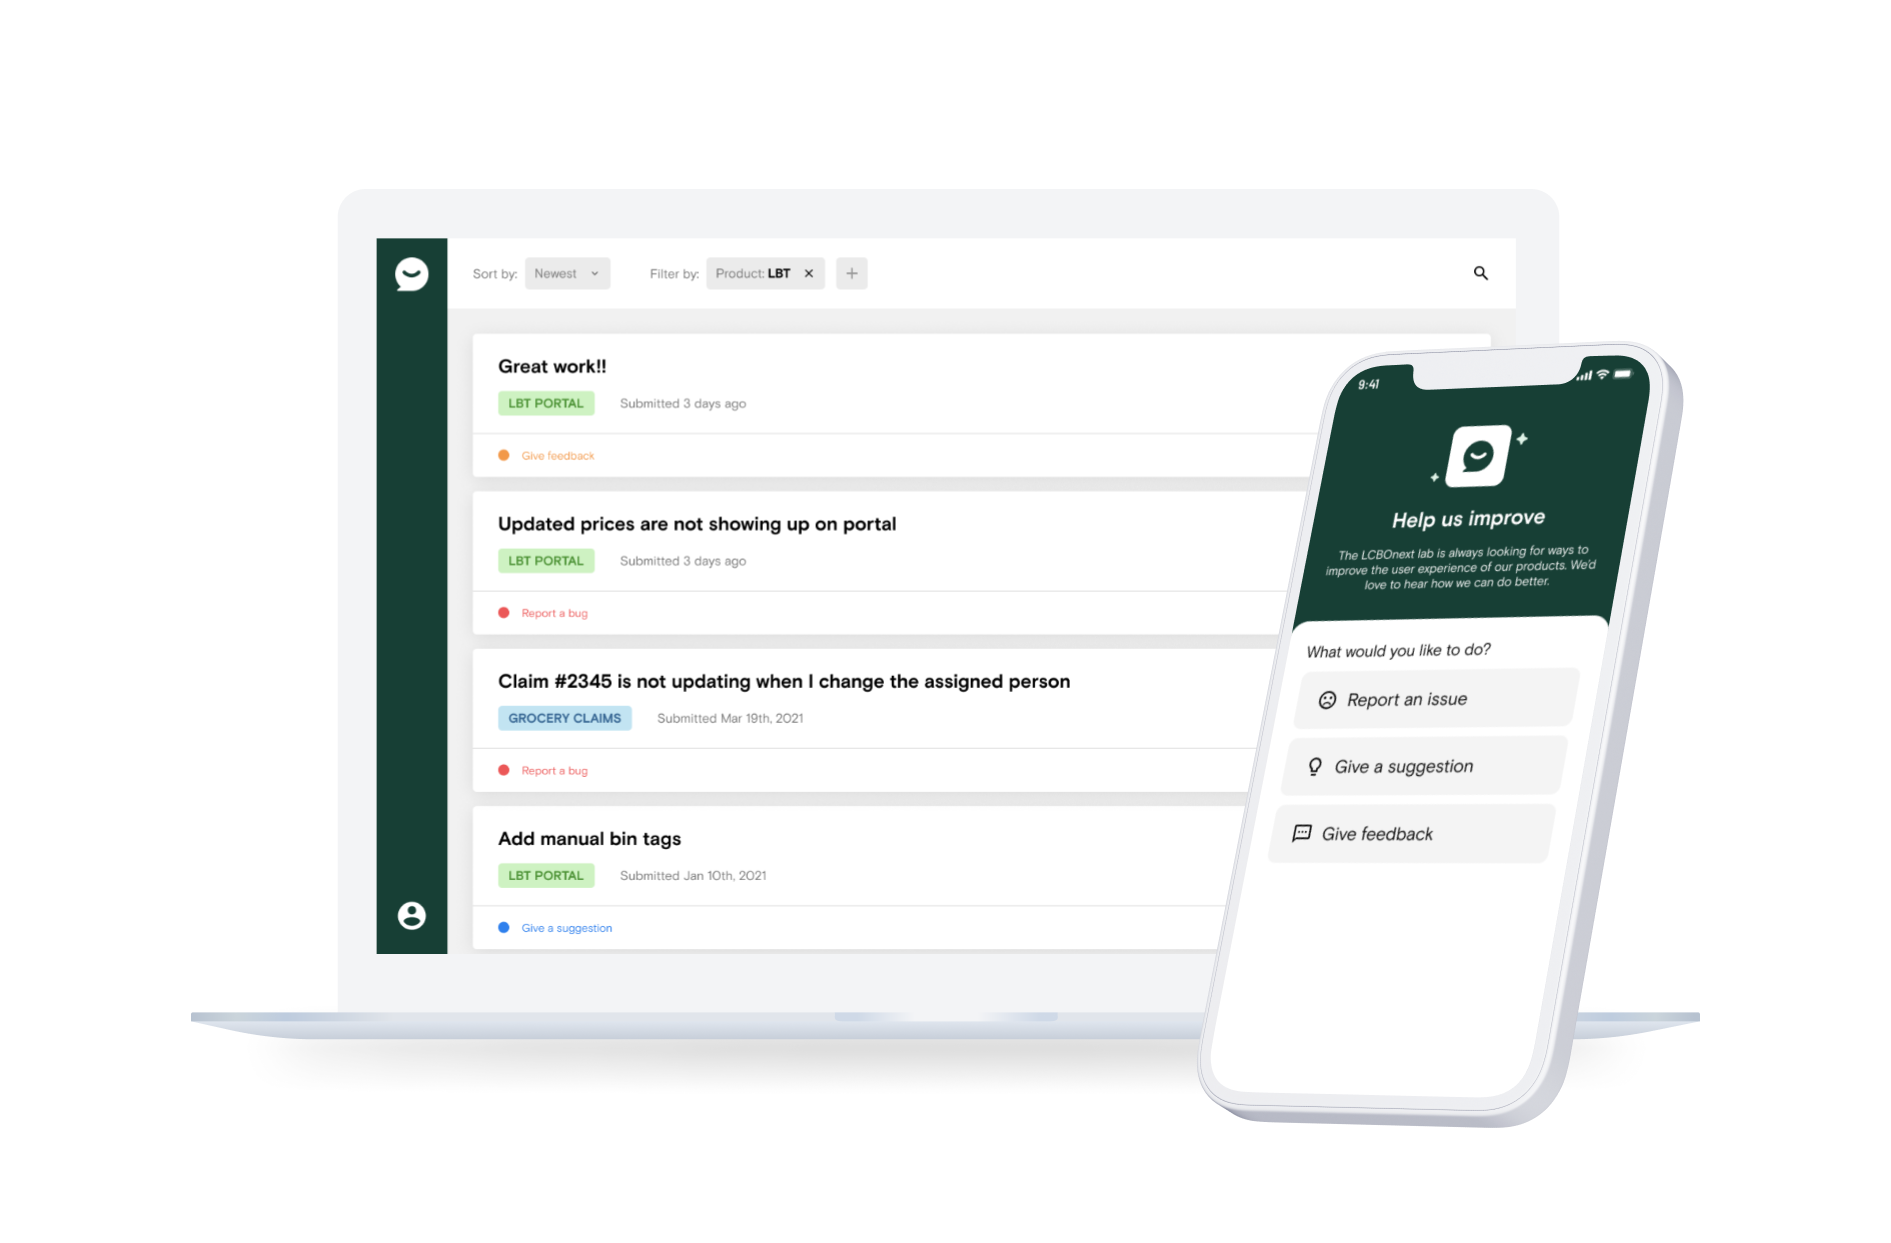 Sort by: Newest
Filter by: Product: LBT
Great work!!
LBT PORTAL
Submitted 3 days ago
Give feedback
Updated prices are not showing up on portal
LBT PORTAL
Submitted 3 days ago
Report a bug
Claim #2345 is not updating when I change the assigned person
GROCERY CLAIMS
Submitted Mar 19th, 2021
Report a bug
Add manual bin tags
LBT PORTAL
Submitted Jan 10th, 2021
Give a suggestion
9:41
Help us improve
The LCBOnext lab is always looking for ways to
improve the user experience of our products. We'd
love to hear how we can do better.
What would you like to do?
Report an issue
Give a suggestion
Give feedback